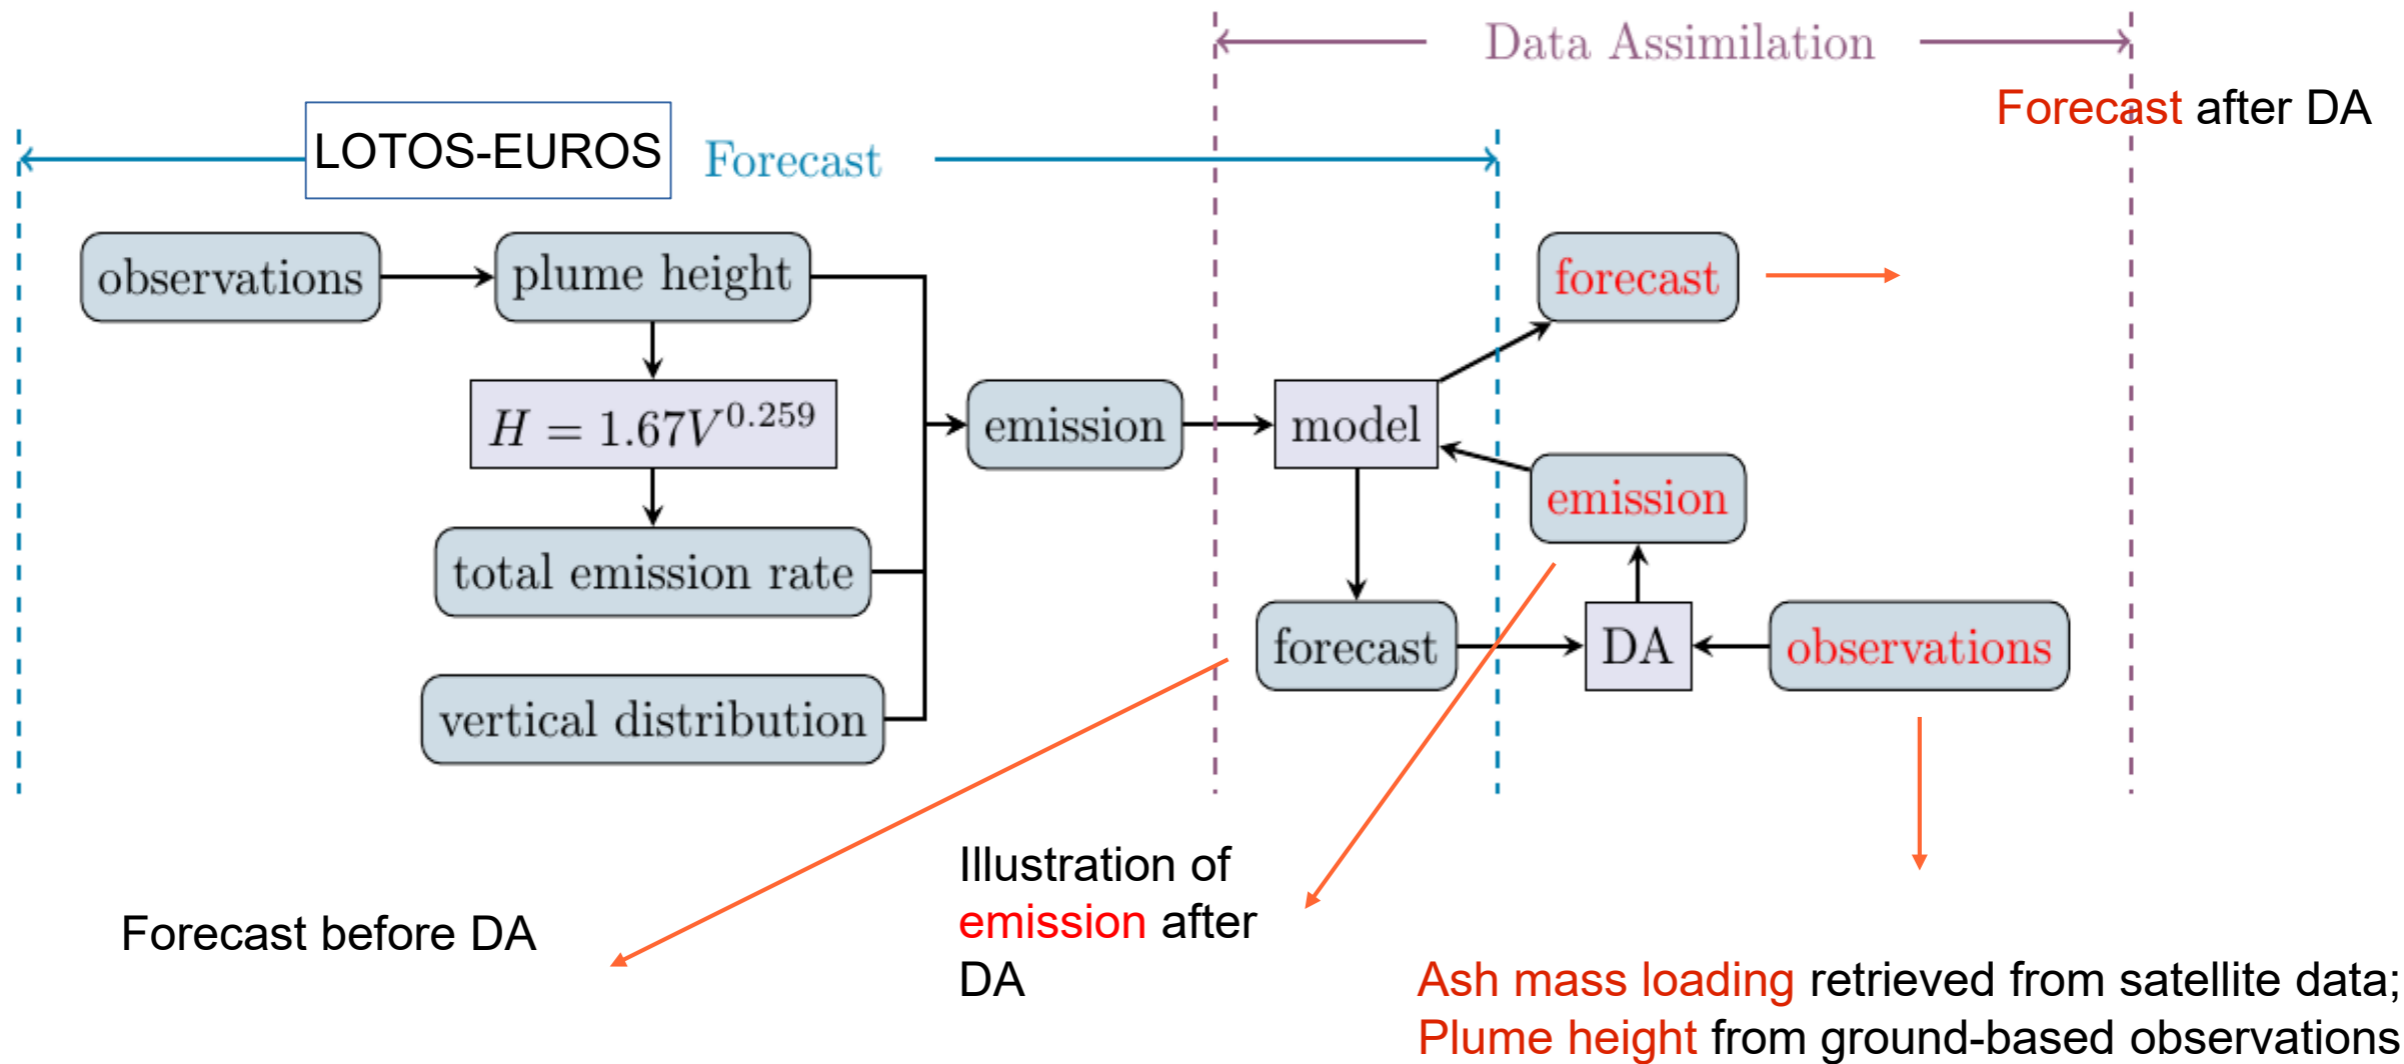 Data Assimilation
Forecast after DA
LOTOS-EUROS
Forecast
observations
plume height
forecast
H = 1.67V^{0.259}
emission
model
emission
total emission rate
forecast
DA
observations
vertical distribution
Forecast before DA
Illustration of
emission after
DA
Ash mass loading retrieved from satellite data;
Plume height from ground-based observations